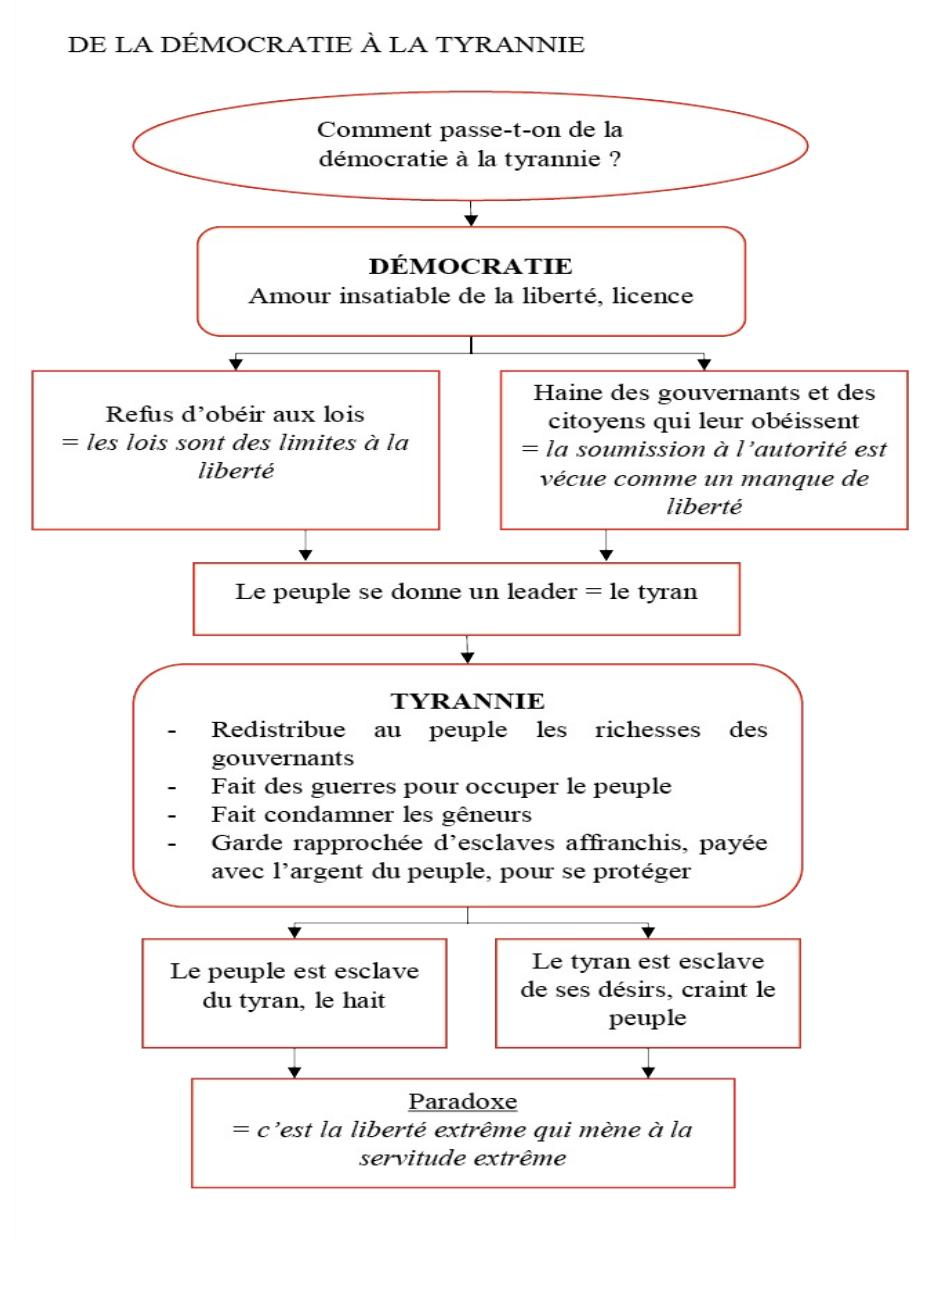 DE LA DÉMOCRATIE À LA TYRANNIE
Comment passe-t-on de la
démocratie à la tyrannie ?
DÉMOCRATIE
Amour insatiable de la liberté, licence
Refus d’obéir aux lois
= les lois sont des limites à la
liberté
Haine des gouvernants et des
citoyens qui leur obéissent
= la soumission à l’autorité est
vécue comme un manque de
liberté
Le peuple se donne un leader = le tyran
TYRANNIE
- Redistribue au peuple les richesses des
gouvernants
- Fait des guerres pour occuper le peuple
- Fait condamner les gêneurs
- Garde rapprochée d’esclaves affranchis, payée
avec l’argent du peuple, pour se protéger
Le peuple est esclave
du tyran, le hait
Le tyran est esclave
de ses désirs, craint le
peuple
Paradoxe
= c’est la liberté extrême qui mène à la
servitude extrême